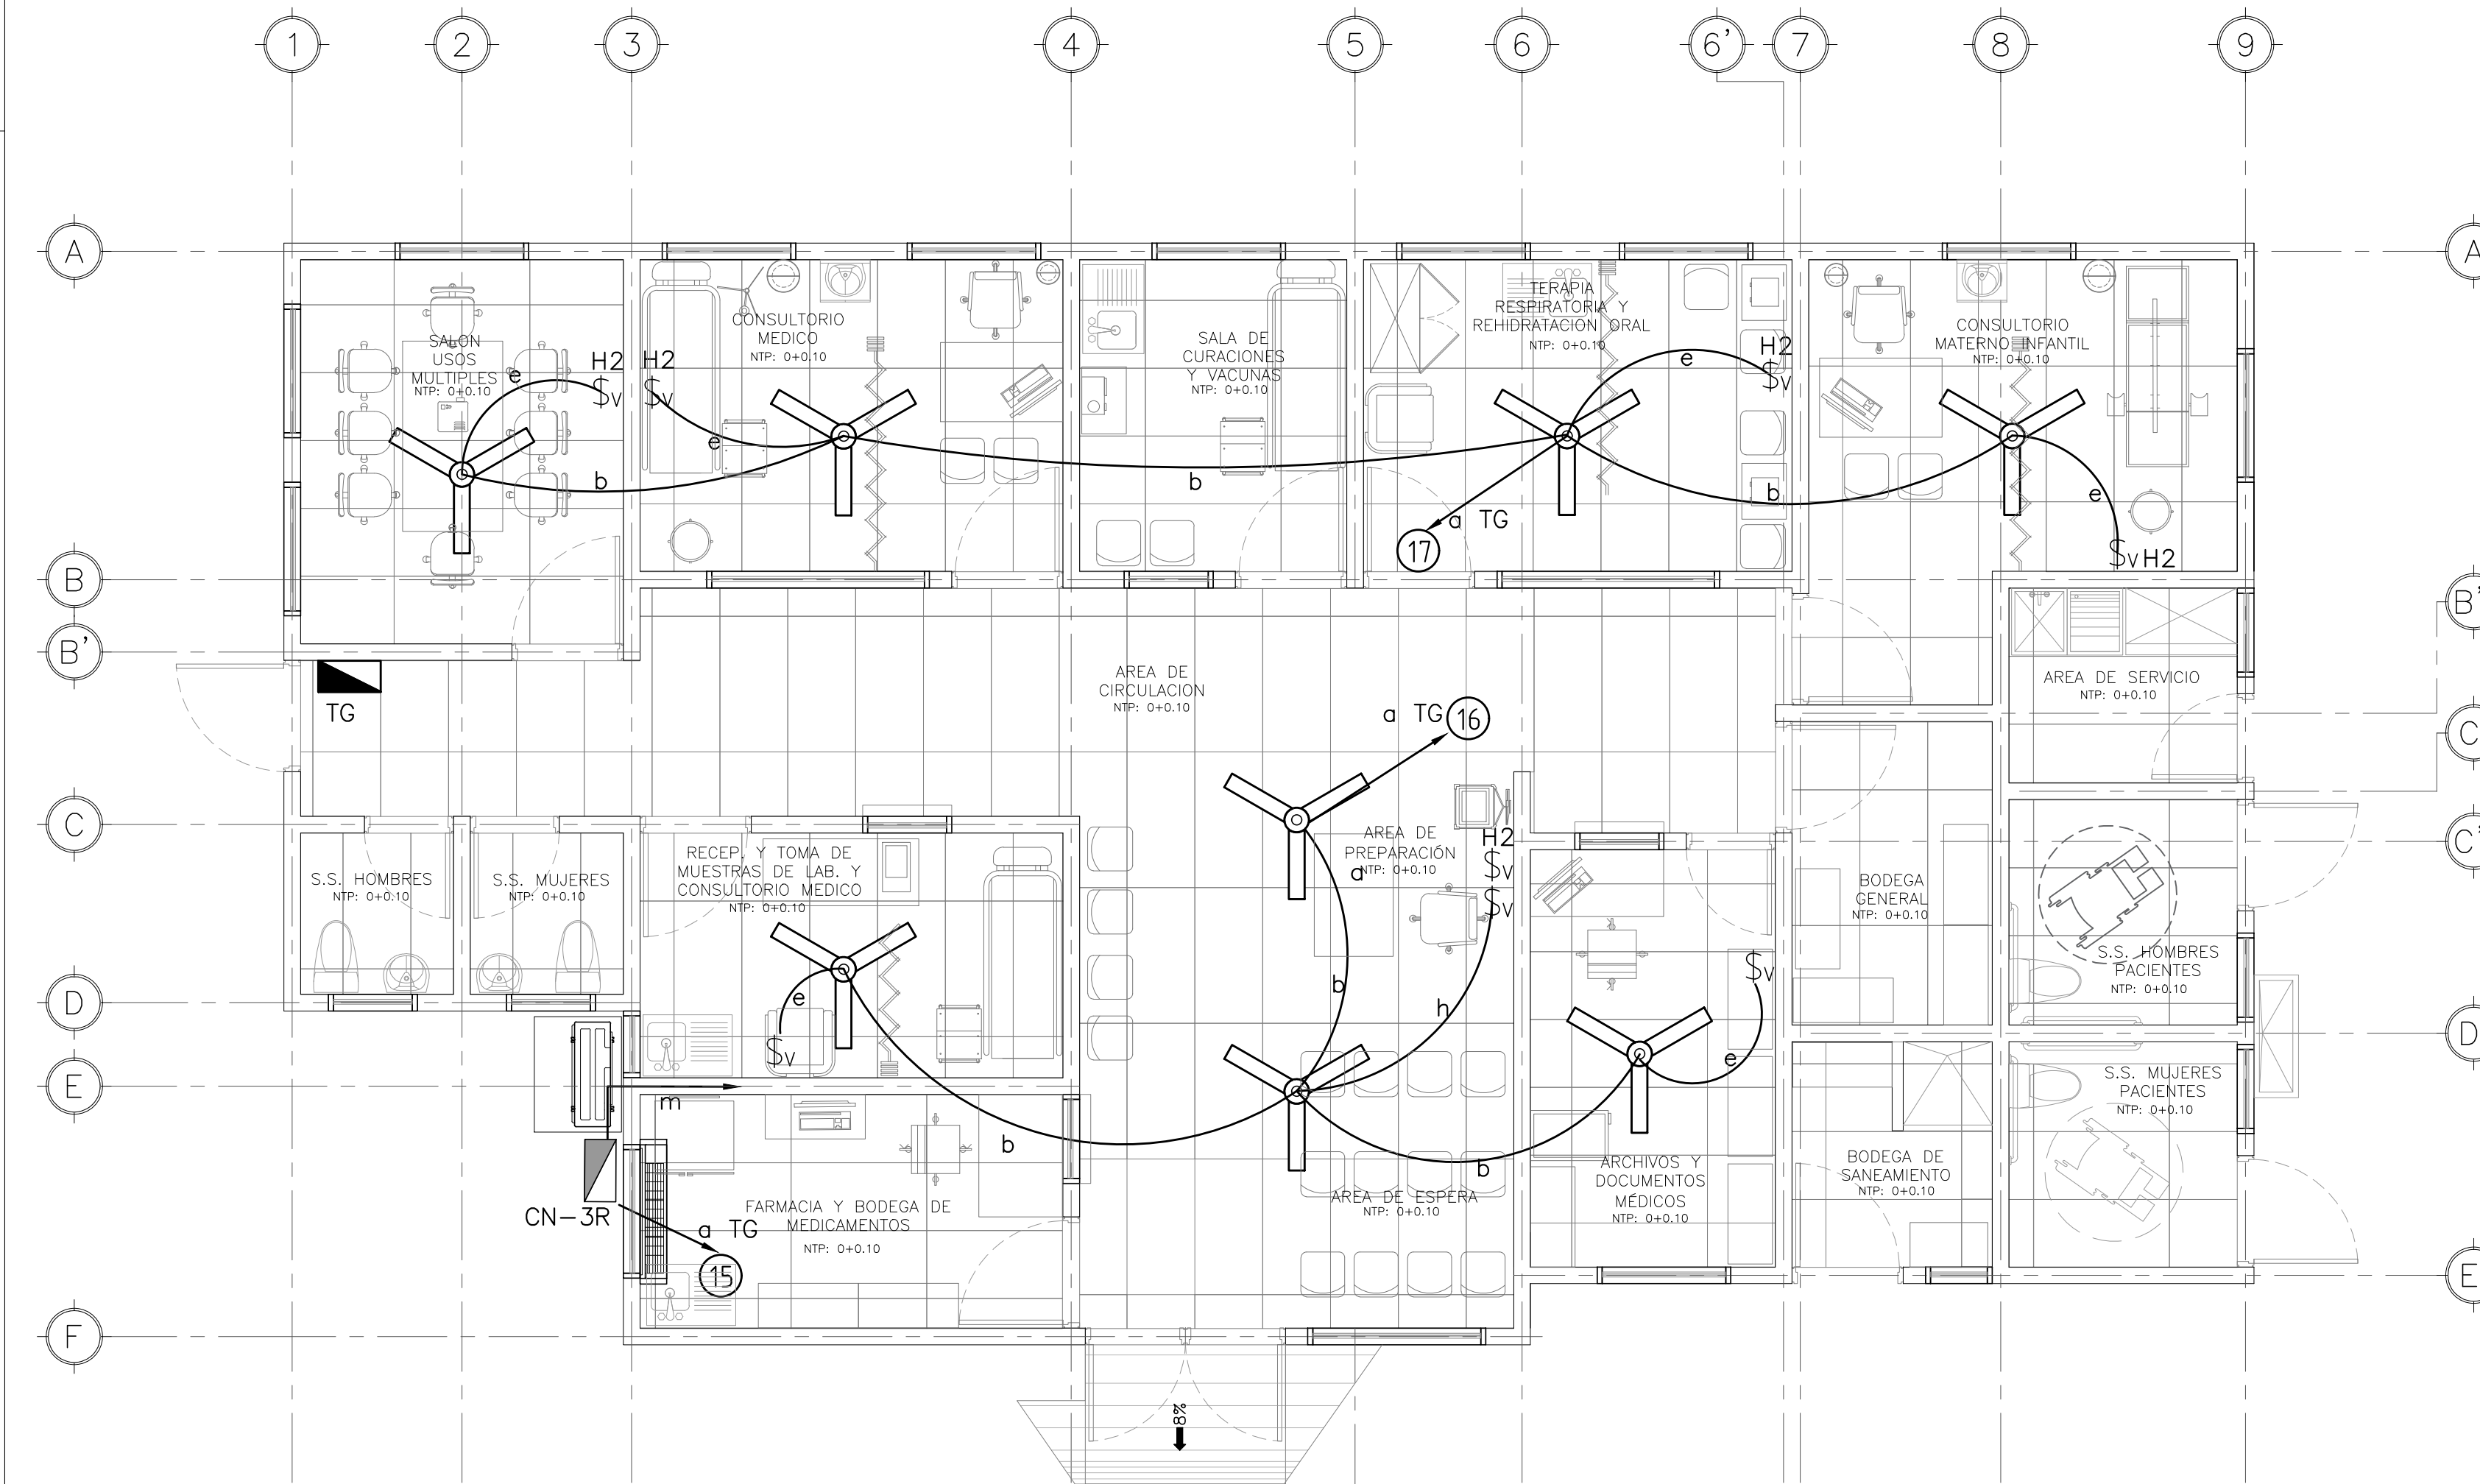 1 2 3 4 5 6 6' 7 8 9
A A
SALON
USOS
MULTIPLES
NTP: 0+0.10
e
H2
$v
H2
$v
CONSULTORIO
MEDICO
NTP: 0+0.10
e
b
SALA DE
CURACIONES
Y VACUNAS
NTP: 0+0.10
b
TERAPIA
RESPIRATORIA Y
REHIDRATACION ORAL
NTP: 0+0.10
e
H2
$v
a TG
17
b
CONSULTORIO
MATERNO INFANTIL
NTP: 0+0.10
e
$v H2
B B'
B'
TG
AREA DE
CIRCULACION
NTP: 0+0.10
a TG 16
AREA DE SERVICIO
NTP: 0+0.10
C
C C'
S.S. HOMBRES
NTP: 0+0.10
S.S. MUJERES
NTP: 0+0.10
RECEP. Y TOMA DE
MUESTRAS DE LAB. Y
CONSULTORIO MEDICO
NTP: 0+0.10
e
$v
AREA DE
PREPARACIÓN
NTP: 0+0.10
a
H2
$v
$v
b
h
$v
e
BODEGA
GENERAL
NTP: 0+0.10
S.S. HOMBRES
PACIENTES
NTP: 0+0.10
D D
E
m
CN-3R
a TG
15
FARMACIA Y BODEGA DE
MEDICAMENTOS
NTP: 0+0.10
b
AREA DE ESPERA
NTP: 0+0.10
b
ARCHIVOS Y
DOCUMENTOS
MÉDICOS
NTP: 0+0.10
BODEGA DE
SANEAMIENTO
NTP: 0+0.10
S.S. MUJERES
PACIENTES
NTP: 0+0.10
E
F
8%